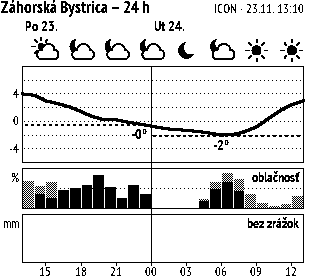 Záhorská Bystrica – 24 h
ICON - 23.11. 13:10
Po 23.
Ut 24.
4
0
-4
-0°
-2°
%
oblačnosť
mm
bez zrážok
15 18 21 00 03 06 09 12